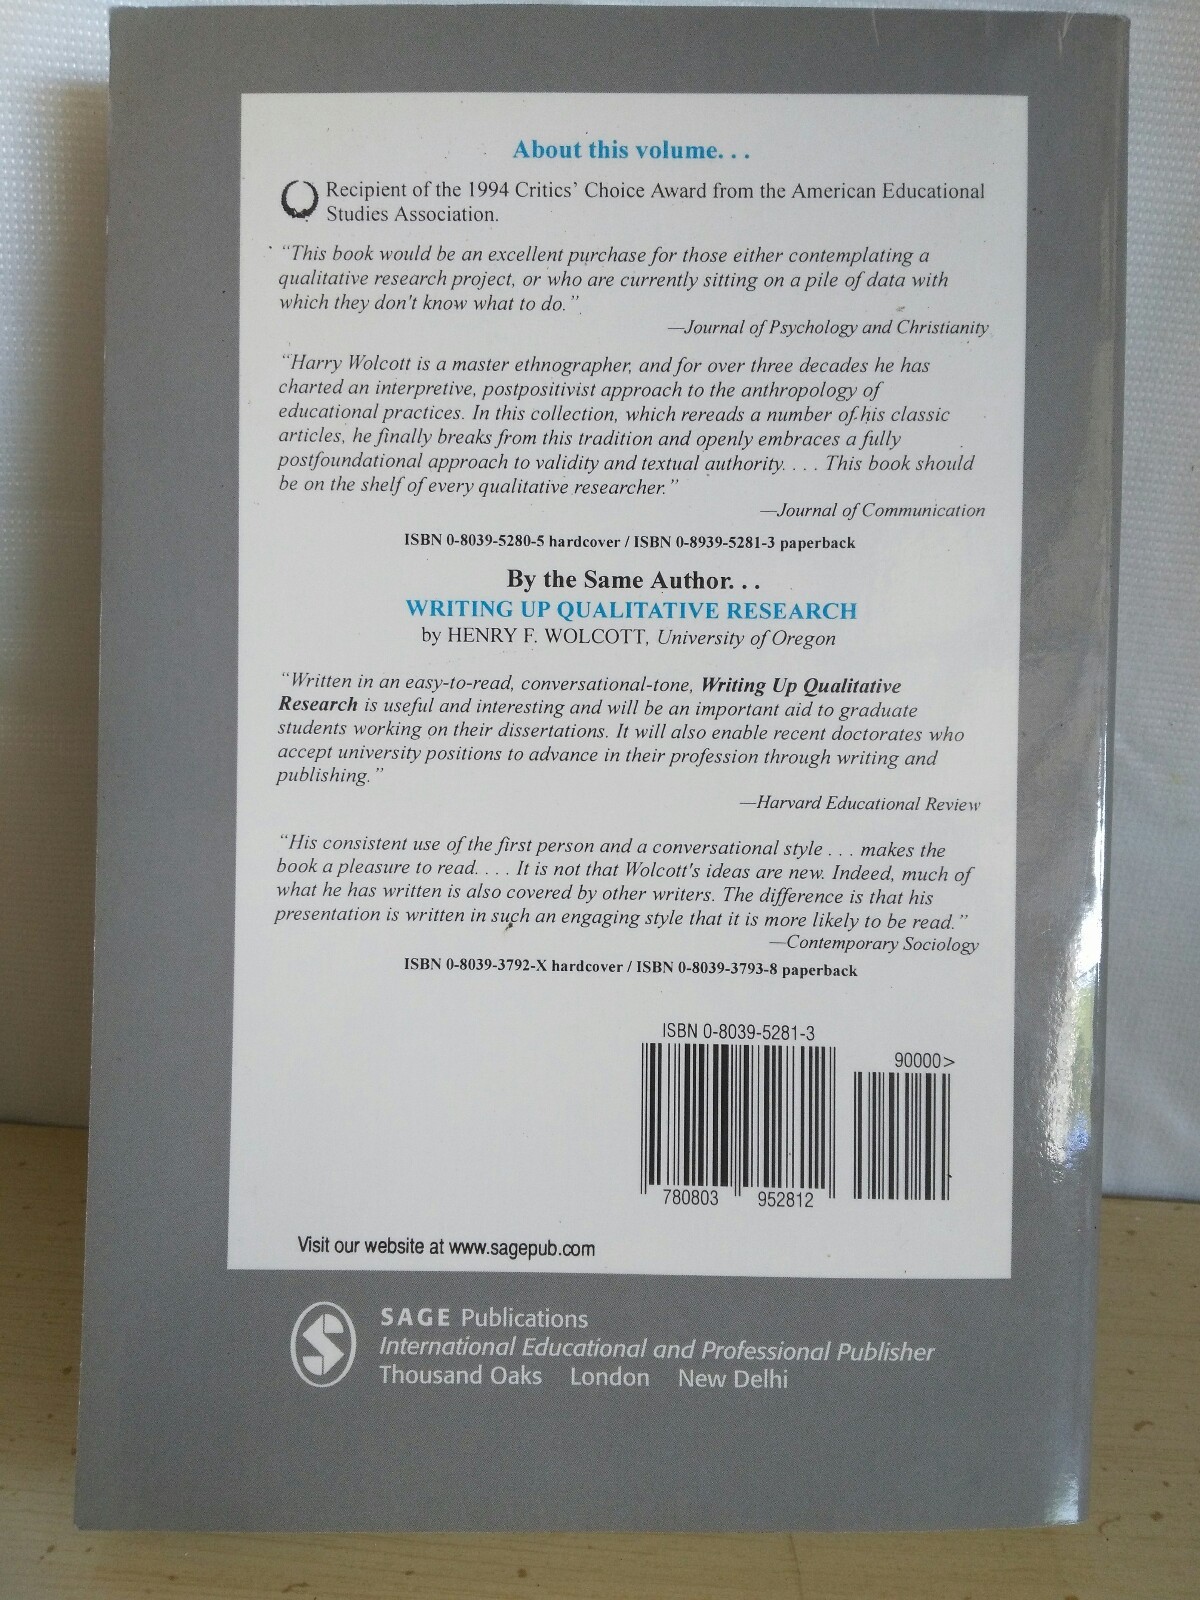 About this volume. . .
Recipient of the 1994 Critics’ Choice Award from the American Educational
Studies Association.
“This book would be an excellent purchase for those either contemplating a
qualitative research project, or who are currently sitting on a pile of data with
which they don't know what to do.”
—Journal of Psychology and Christianity
“Harry Wolcott is a master ethnographer, and for over three decades he has
charted an interpretive, postpositivist approach to the anthropology of
educational practices. In this collection, which rereads a number of his classic
articles, he finally breaks from this tradition and openly embraces a fully
postfoundational approach to validity and textual authority. . . . This book should
be on the shelf of every qualitative researcher.”
—Journal of Communication
ISBN 0-8039-5280-5 hardcover / ISBN 0-8939-5281-3 paperback
By the Same Author. . .
WRITING UP QUALITATIVE RESEARCH
by HENRY F. WOLCOTT, University of Oregon
“Written in an easy-to-read, conversational-tone, Writing Up Qualitative
Research is useful and interesting and will be an important aid to graduate
students working on their dissertations. It will also enable recent doctorates who
accept university positions to advance in their profession through writing and
publishing.”
—Harvard Educational Review
“His consistent use of the first person and a conversational style . . . makes the
book a pleasure to read. . . . It is not that Wolcott's ideas are new. Indeed, much of
what he has written is also covered by other writers. The difference is that his
presentation is written in such an engaging style that it is more likely to be read.”
—Contemporary Sociology
ISBN 0-8039-3792-X hardcover / ISBN 0-8039-3793-8 paperback
ISBN 0-8039-5281-3
90000>
780803 952812
Visit our website at www.sagepub.com
SAGE Publications
International Educational and Professional Publisher
Thousand Oaks London New Delhi